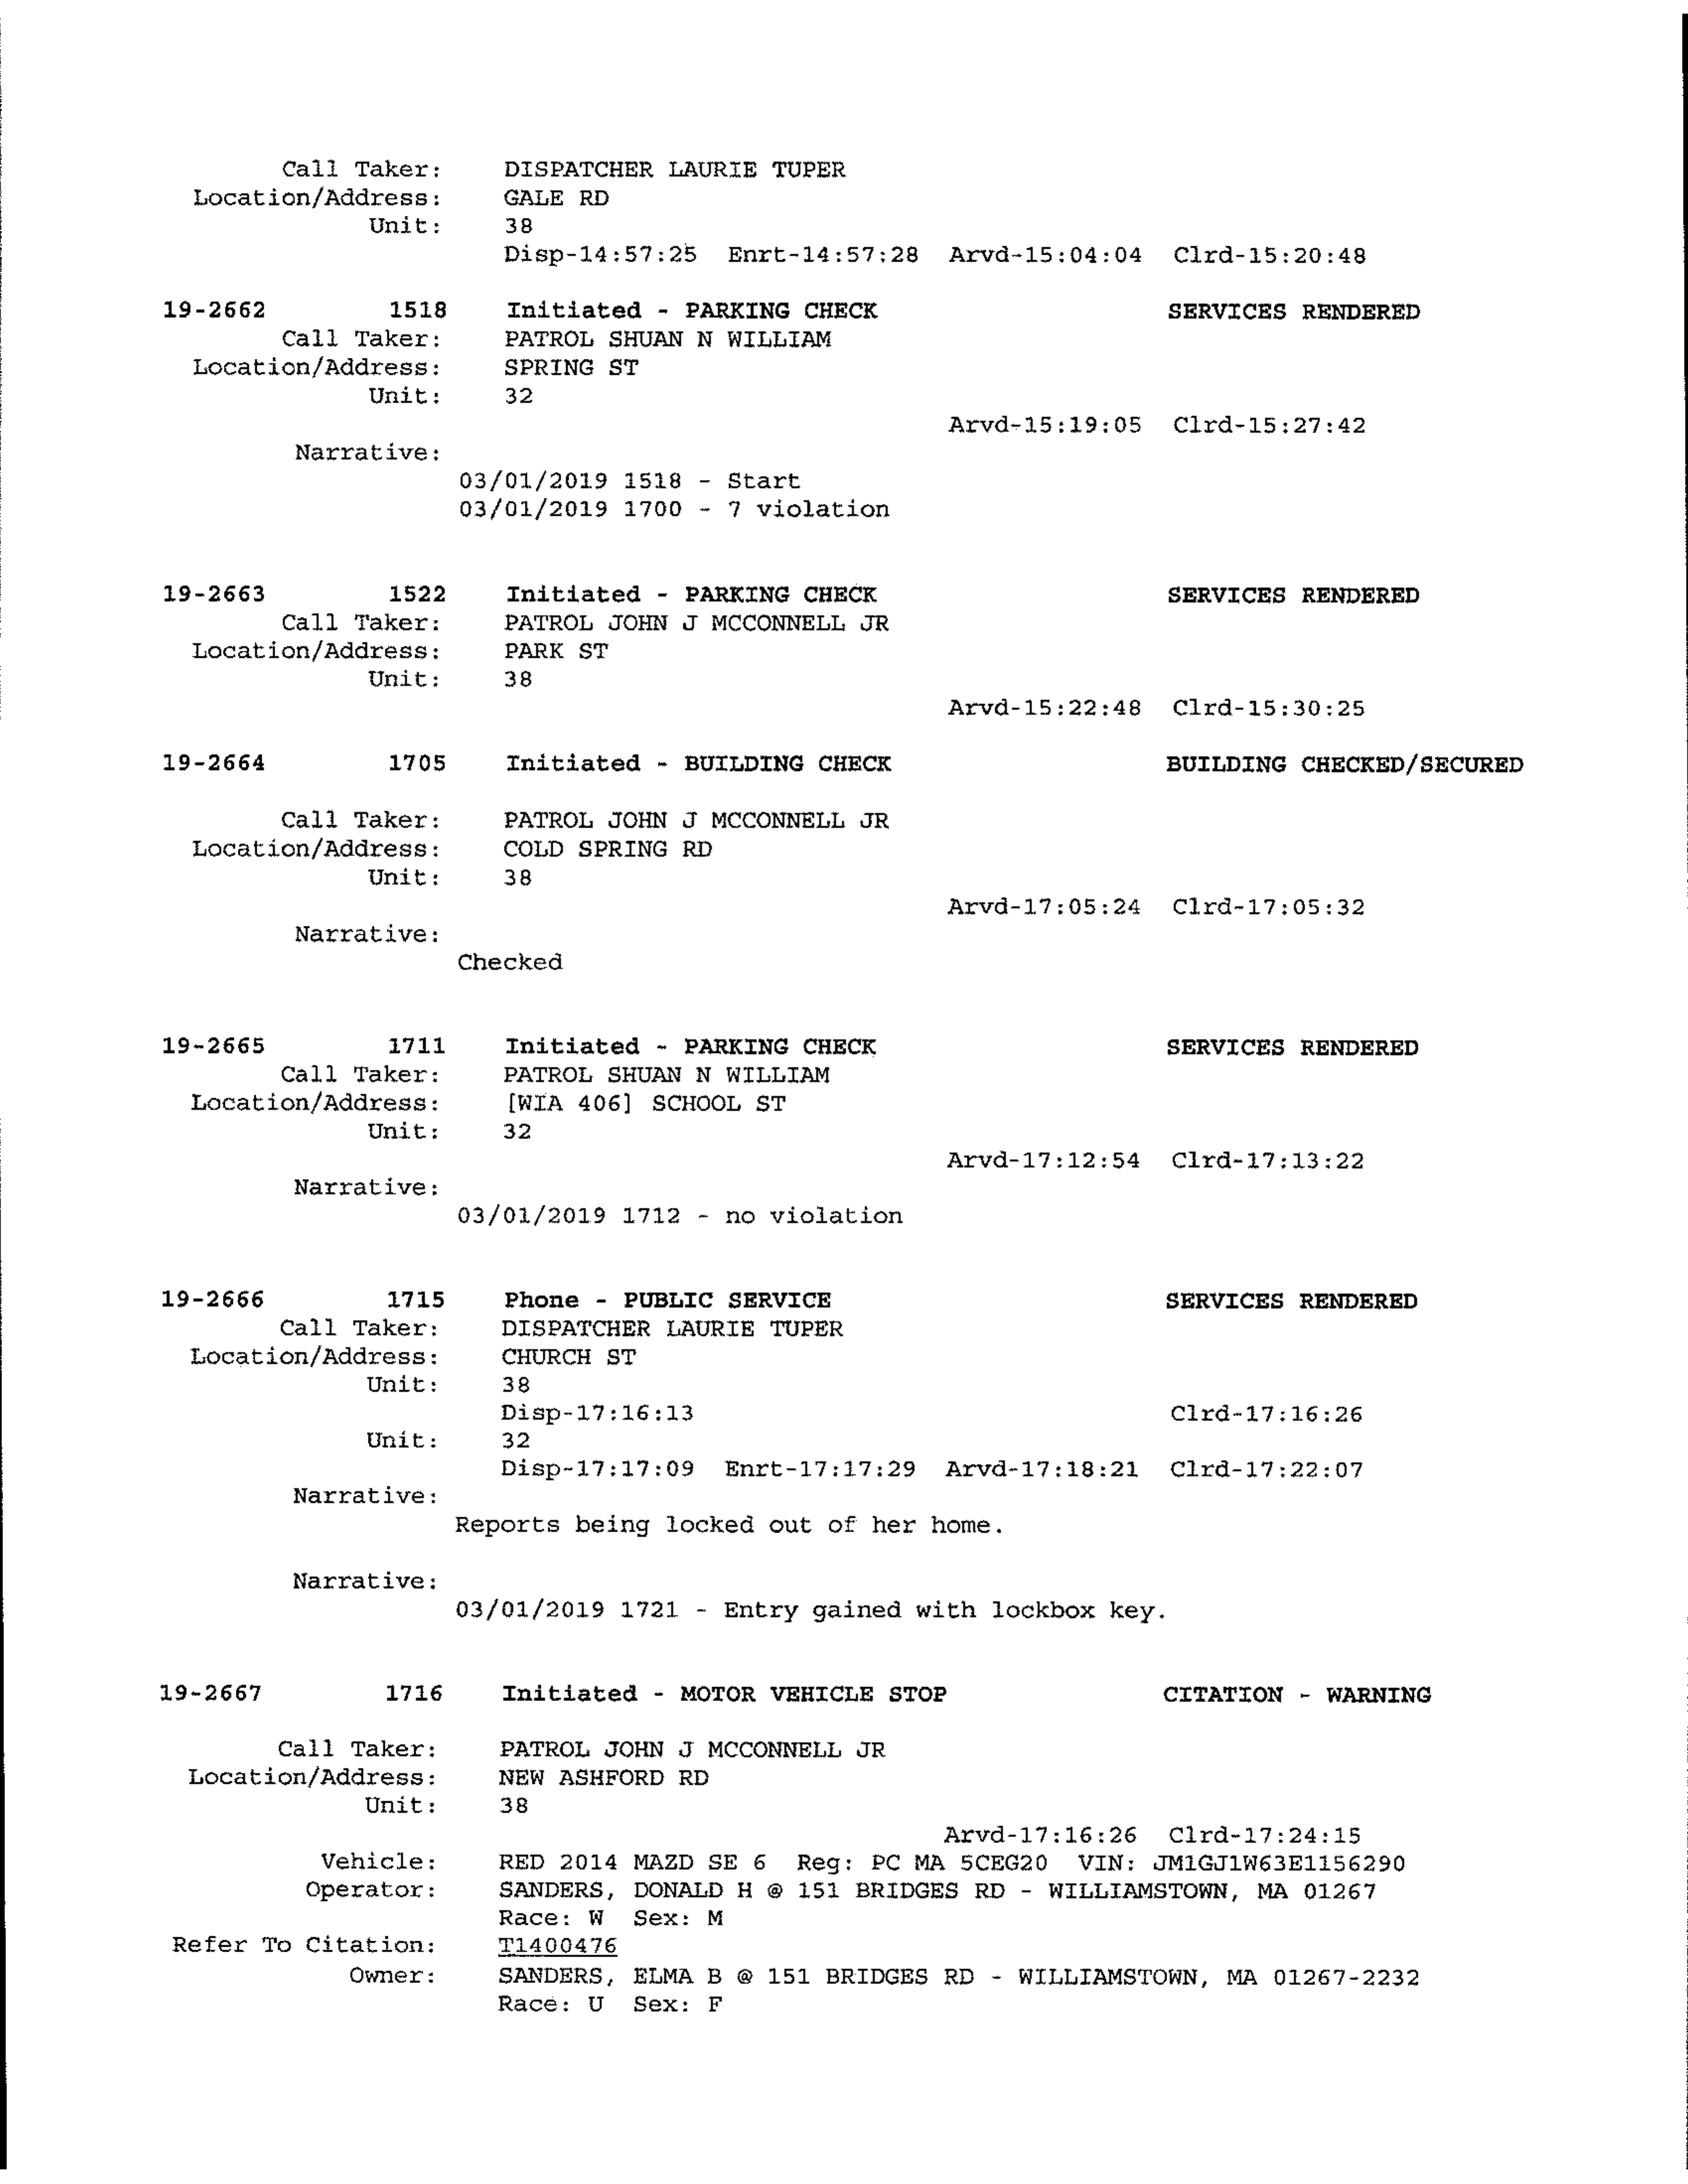 Call Taker: DISPATCHER LAURIE TUPER
Location/Address: GALE RD
Unit: 38
Disp-14:57:25 Enrt-14:57:28 Arvd-15:04:04 Clrd-15:20:48
19-2662 1518 Initiated - PARKING CHECK SERVICES RENDERED
Call Taker: PATROL SHUAN N WILLIAM
Location/Address: SPRING ST
Unit: 32
Arvd-15:19:05 Clrd-15:27:42
Narrative:
03/01/2019 1518 - Start
03/01/2019 1700 - 7 violation
19-2663 1522 Initiated - PARKING CHECK SERVICES RENDERED
Call Taker: PATROL JOHN J MCCONNELL JR
Location/Address: PARK ST
Unit: 38
Arvd-15:22:48 Clrd-15:30:25
19-2664 1705 Initiated - BUILDING CHECK BUILDING CHECKED/SECURED
Call Taker: PATROL JOHN J MCCONNELL JR
Location/Address: COLD SPRING RD
Unit: 38
Arvd-17:05:24 Clrd-17:05:32
Narrative:
Checked
19-2665 1711 Initiated - PARKING CHECK SERVICES RENDERED
Call Taker: PATROL SHUAN N WILLIAM
Location/Address: [WIA 406] SCHOOL ST
Unit: 32
Arvd-17:12:54 Clrd-17:13:22
Narrative:
03/01/2019 1712 - no violation
19-2666 1715 Phone - PUBLIC SERVICE SERVICES RENDERED
Call Taker: DISPATCHER LAURIE TUPER
Location/Address: CHURCH ST
Unit: 38
Disp-17:16:13 Clrd-17:16:26
Unit: 32
Disp-17:17:09 Enrt-17:17:29 Arvd-17:18:21 Clrd-17:22:07
Narrative:
Reports being locked out of her home.
Narrative:
03/01/2019 1721 - Entry gained with lockbox key.
19-2667 1716 Initiated - MOTOR VEHICLE STOP CITATION - WARNING
Call Taker: PATROL JOHN J MCCONNELL JR
Location/Address: NEW ASHFORD RD
Unit: 38
Arvd-17:16:26 Clrd-17:24:15
Vehicle: RED 2014 MAZD SE 6 Reg: PC MA 5CEG20 VIN: JM1GJ1W63E1156290
Operator: SANDERS, DONALD H @ 151 BRIDGES RD - WILLIAMSTOWN, MA 01267
Race: W Sex: M
Refer To Citation: T1400476
Owner: SANDERS, ELMA B @ 151 BRIDGES RD - WILLIAMSTOWN, MA 01267-2232
Race: U Sex: F